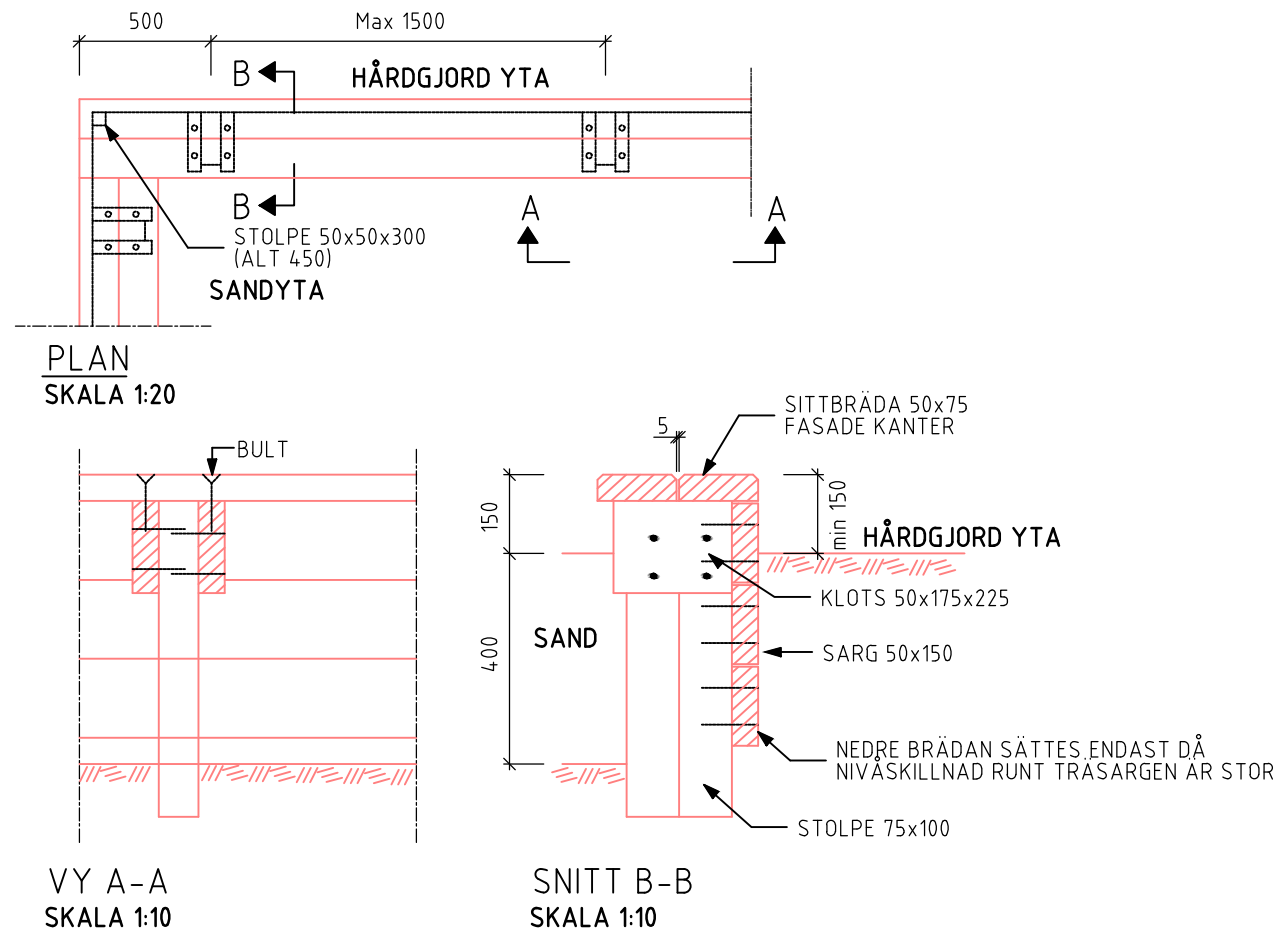 500
Max 1500
B
HÅRDGJORD YTA
B
A
A
STOLPE 50x50x300
(ALT 450)
SANDYTA
PLAN
SKALA 1:20
BULT
5
SITTBRÄDA 50x75
FASADE KANTER
150
min 150
HÅRDGJORD YTA
KLOTS 50x175x225
SAND
400
SARG 50x150
NEDRE BRÄDAN SÄTTES ENDAST DÅ
NIVÅSKILLNAD RUNT TRÄSARGEN ÄR STOR
STOLPE 75x100
VY A-A
SKALA 1:10
SNITT B-B
SKALA 1:10